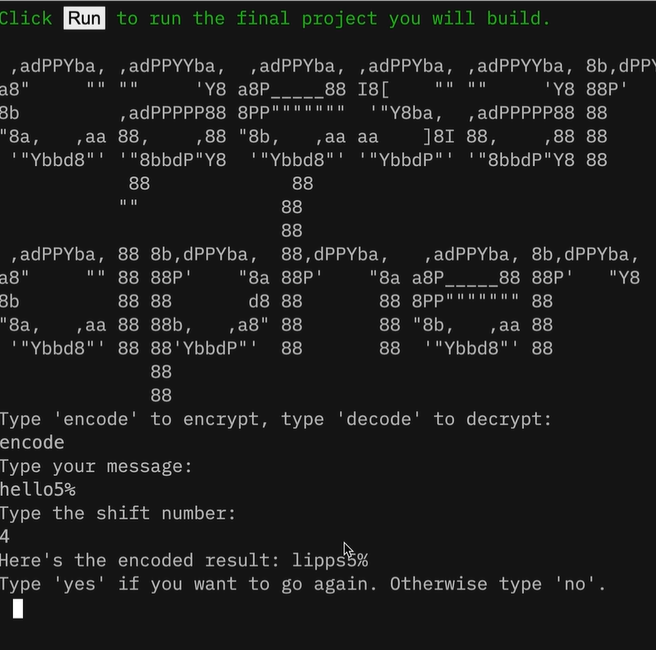 Click Run to run the final project you will build.
 ,adPPYba, ,adPPYYba,  ,adPPYba, ,adPPYba, ,adPPYYba, 8b,dPPY
a8"     "" ""     'Y8 a8P_____88 I8[    "" ""     'Y8 88P'
8b         ,adPPPPP88 8PP"""""""  '"Y8ba,  ,adPPPPP88 88
"8a,   ,aa 88,    ,88 "8b,   ,aa aa    ]8I 88,    ,88 88
 '"Ybbd8"' '"8bbdP"Y8  '"Ybbd8"' '"YbbdP"' '"8bbdP"Y8 88
            88             88
           ""             88
                          88
 ,adPPYba, 88 8b,dPPYba,  88,dPPYba,   ,adPPYba, 8b,dPPYba,
a8"     "" 88 88P'    "8a 88P'    "8a a8P_____88 88P'   "Y8
8b         88 88       d8 88       88 8PP""""""" 88
"8a,   ,aa 88 88b,   ,a8" 88       88 "8b,   ,aa 88
 '"Ybbd8"' 88 88'YbbdP"'  88       88  '"Ybbd8"' 88
              88
              88
Type 'encode' to encrypt, type 'decode' to decrypt:
encode
Type your message:
hello5%
Type the shift number:
4
Here's the encoded result: lipps5%
Type 'yes' if you want to go again. Otherwise type 'no'.